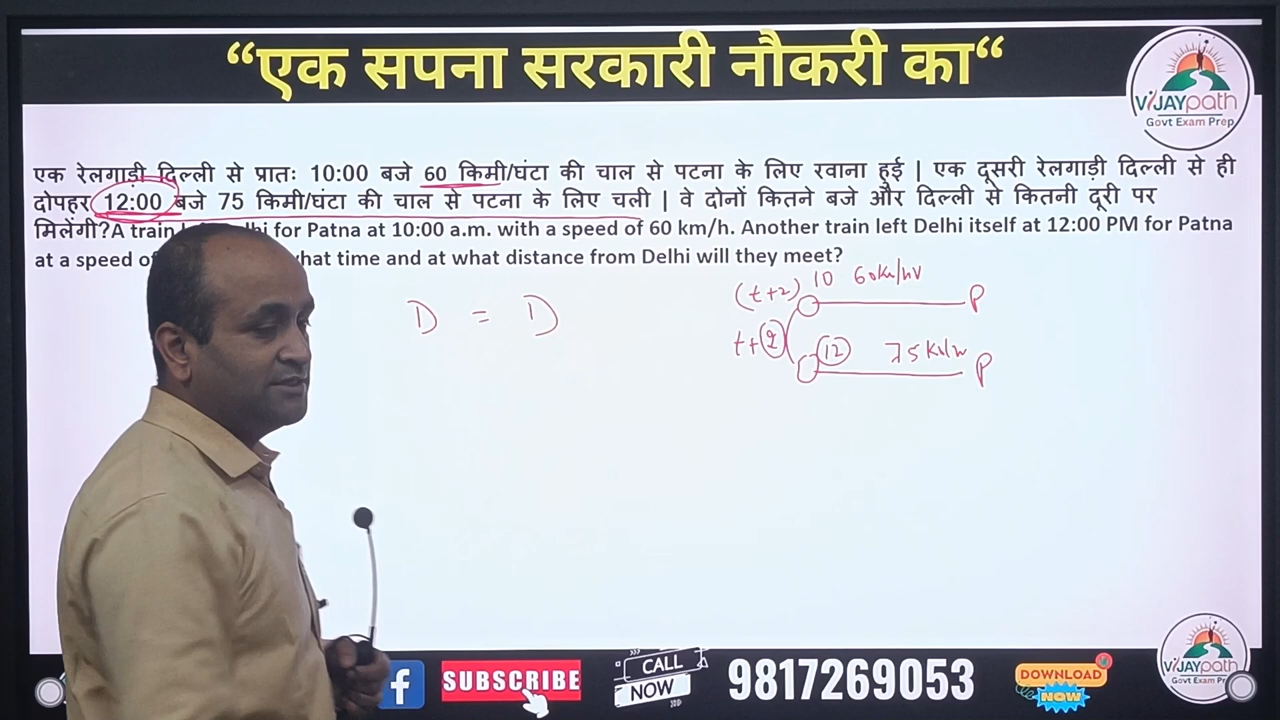 “एक सपना सरकारी नौकरी का“
ViJAYpath
Govt Exam Prep
एक रेलगाड़ी दिल्ली से प्रातः 10:00 बजे 60 किमी/घंटा की चाल से पटना के लिए रवाना हुई | एक दूसरी रेलगाड़ी दिल्ली से ही
दोपहर 12:00 बजे 75 किमी/घंटा की चाल से पटना के लिए चली | वे दोनों कितने बजे और दिल्ली से कितनी दूरी पर
मिलेंगी?A train for Patna at 10:00 a.m. with a speed of 60 km/h. Another train left Delhi itself at 12:00 PM for Patna
at a speed what time and at what distance from Delhi will they meet?
(t+2) 10 60km/hr P
D = D
t+2 12 75 km/hr P
f SUBSCRIBE CALL NOW 9817269053 DOWNLOAD NOW
ViJAYpath
Govt Exam Prep